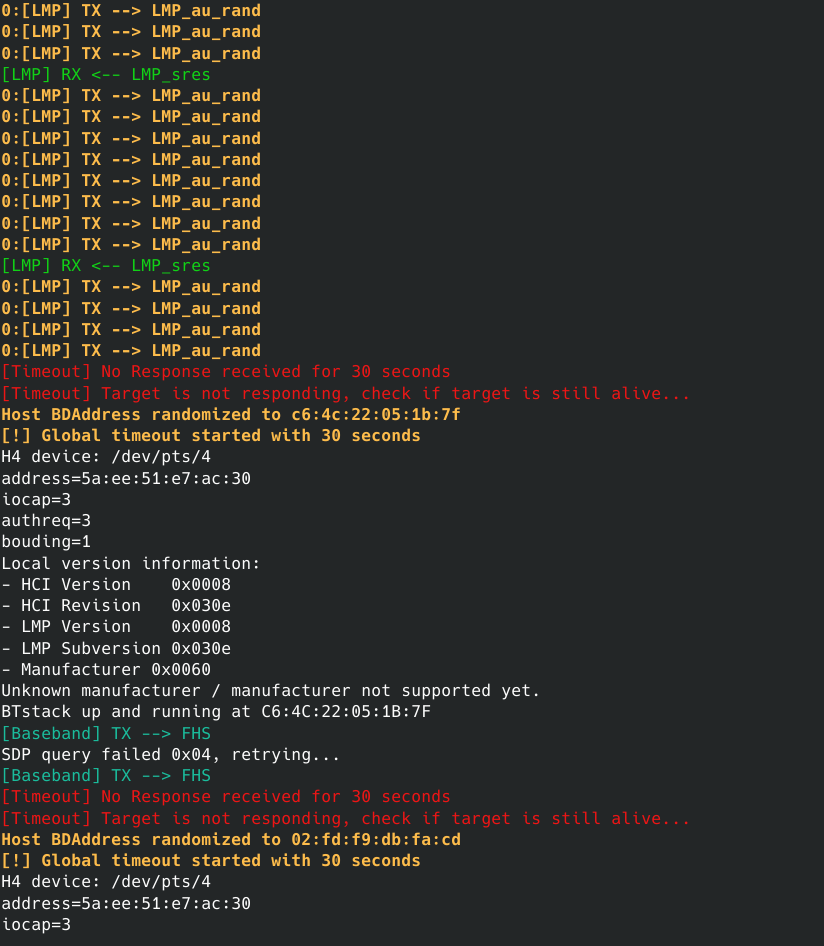 0:[LMP] TX --> LMP_au_rand
0:[LMP] TX --> LMP_au_rand
0:[LMP] TX --> LMP_au_rand
[LMP] RX <-- LMP_sres
0:[LMP] TX --> LMP_au_rand
0:[LMP] TX --> LMP_au_rand
0:[LMP] TX --> LMP_au_rand
0:[LMP] TX --> LMP_au_rand
0:[LMP] TX --> LMP_au_rand
0:[LMP] TX --> LMP_au_rand
0:[LMP] TX --> LMP_au_rand
0:[LMP] TX --> LMP_au_rand
[LMP] RX <-- LMP_sres
0:[LMP] TX --> LMP_au_rand
0:[LMP] TX --> LMP_au_rand
0:[LMP] TX --> LMP_au_rand
0:[LMP] TX --> LMP_au_rand
[Timeout] No Response received for 30 seconds
[Timeout] Target is not responding, check if target is still alive...
Host BDAddress randomized to c6:4c:22:05:1b:7f
[!] Global timeout started with 30 seconds
H4 device: /dev/pts/4
address=5a:ee:51:e7:ac:30
iocap=3
authreq=3
bouding=1
Local version information:
- HCI Version    0x0008
- HCI Revision   0x030e
- LMP Version    0x0008
- LMP Subversion 0x030e
- Manufacturer 0x0060
Unknown manufacturer / manufacturer not supported yet.
BTstack up and running at C6:4C:22:05:1B:7F
[Baseband] TX --> FHS
SDP query failed 0x04, retrying...
[Baseband] TX --> FHS
[Timeout] No Response received for 30 seconds
[Timeout] Target is not responding, check if target is still alive...
Host BDAddress randomized to 02:fd:f9:db:fa:cd
[!] Global timeout started with 30 seconds
H4 device: /dev/pts/4
address=5a:ee:51:e7:ac:30
iocap=3